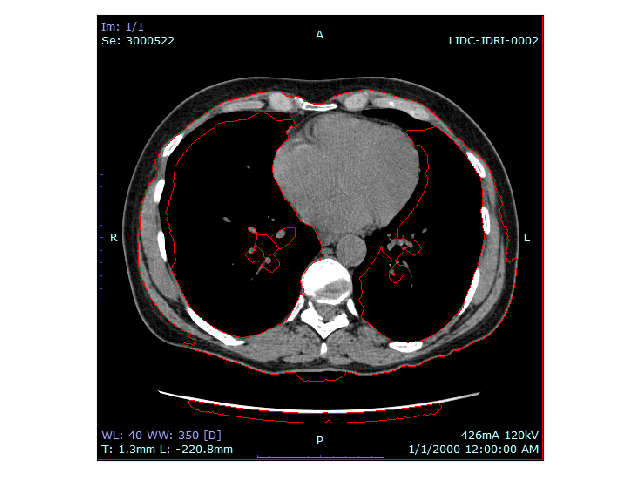 Im: 1/1
Se: 3000522
A
LIDC-IDRI-0002
R
L
WL: 40 WW: 350 [D]
T: 1.3mm L: -220.8mm
P
426mA 120kV
1/1/2000 12:00:00 AM